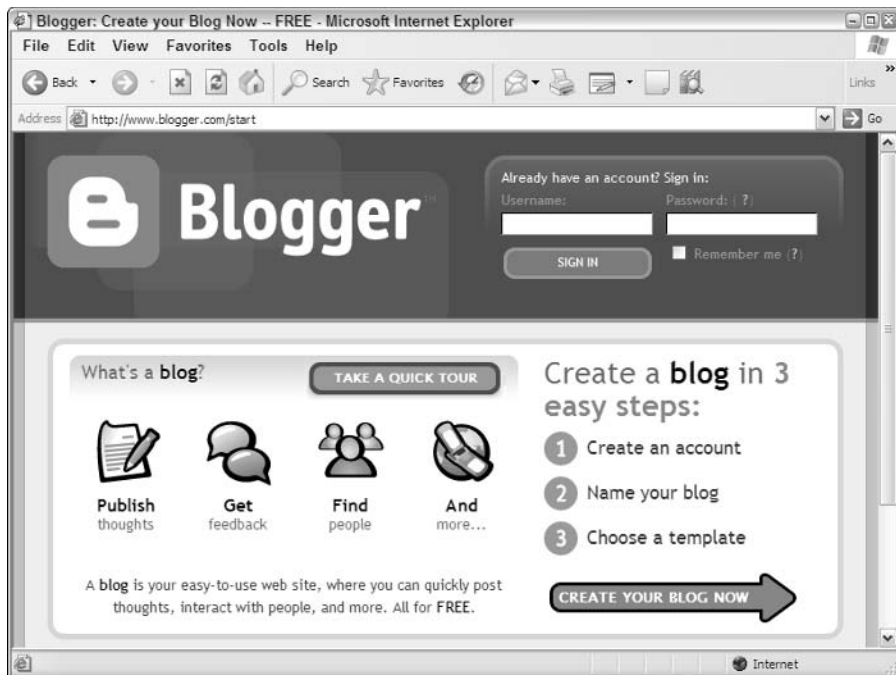 Blogger: Create your Blog Now -- FREE - Microsoft Internet Explorer
File Edit View Favorites Tools Help
Back Search Favorites Links »
Address http://www.blogger.com/start Go
Already have an account? Sign in:
Username: Password: ( ? )
Blogger™
SIGN IN Remember me (?)
What's a blog? TAKE A QUICK TOUR
Publish thoughts
Get feedback
Find people
And more...
A blog is your easy-to-use web site, where you can quickly post
thoughts, interact with people, and more. All for FREE.
Create a blog in 3
easy steps:
1 Create an account
2 Name your blog
3 Choose a template
CREATE YOUR BLOG NOW
Internet